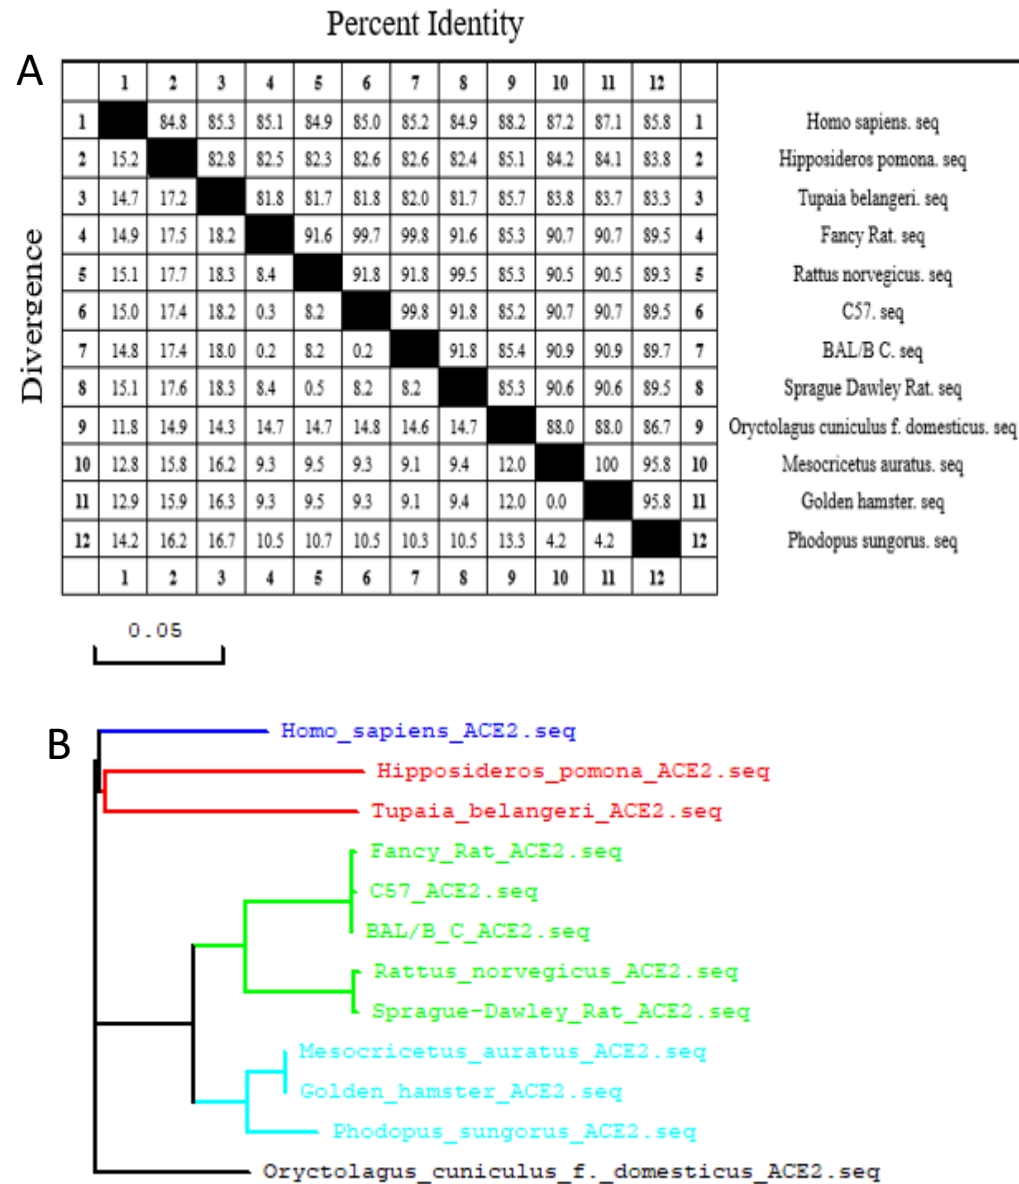 Percent Identity
A
1 2 3 4 5 6 7 8 9 10 11 12
1 84.8 85.3 85.1 84.9 85.0 85.2 84.9 88.2 87.2 87.1 85.8 1 Homo sapiens. seq
2 15.2 82.8 82.5 82.3 82.6 82.6 82.4 85.1 84.2 84.1 83.8 2 Hipposideros pomona. seq
3 14.7 17.2 81.8 81.7 81.8 82.0 81.7 85.7 83.8 83.7 83.3 3 Tupaia belangeri. seq
4 14.9 17.5 18.2 91.6 99.7 99.8 91.6 85.3 90.7 90.7 89.5 4 Fancy Rat. seq
5 15.1 17.7 18.3 8.4 91.8 91.8 99.5 85.3 90.5 90.5 89.3 5 Rattus norvegicus. seq
6 15.0 17.4 18.2 0.3 8.2 99.8 91.8 85.2 90.7 90.7 89.5 6 C57. seq
7 14.8 17.4 18.0 0.2 8.2 0.2 91.8 85.4 90.9 90.9 89.7 7 BAL/B C. seq
8 15.1 17.6 18.3 8.4 0.5 8.2 8.2 85.3 90.6 90.6 89.5 8 Sprague Dawley Rat. seq
9 11.8 14.9 14.3 14.7 14.7 14.8 14.6 14.7 88.0 88.0 86.7 9 Oryctolagus cuniculus f. domesticus. seq
10 12.8 15.8 16.2 9.3 9.5 9.3 9.1 9.4 12.0 100 95.8 10 Mesocricetus auratus. seq
11 12.9 15.9 16.3 9.3 9.5 9.3 9.1 9.4 12.0 0.0 95.8 11 Golden hamster. seq
12 14.2 16.2 16.7 10.5 10.7 10.5 10.3 10.5 13.3 4.2 4.2 12 Phodopus sungorus. seq
1 2 3 4 5 6 7 8 9 10 11 12
Divergence
0.05
B
Homo_sapiens_ACE2.seq
Hipposideros_pomona_ACE2.seq
Tupaia_belangeri_ACE2.seq
Fancy_Rat_ACE2.seq
C57_ACE2.seq
BAL/B_C_ACE2.seq
Rattus_norvegicus_ACE2.seq
Sprague-Dawley_Rat_ACE2.seq
Mesocricetus_auratus_ACE2.seq
Golden_hamster_ACE2.seq
Phodopus_sungorus_ACE2.seq
Oryctolagus_cuniculus_f._domesticus_ACE2.seq